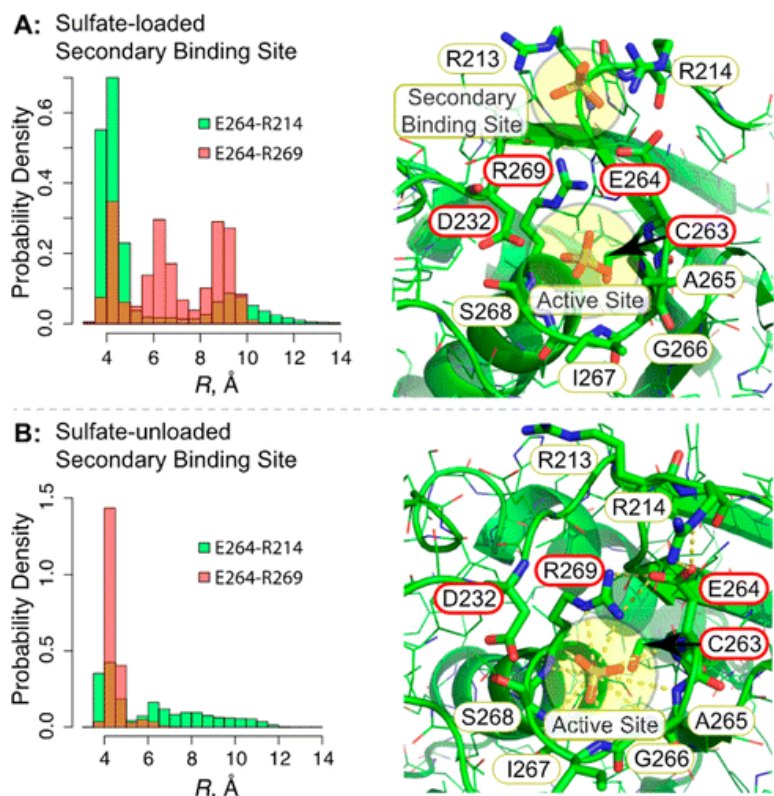 A: Sulfate-loaded
Secondary Binding Site
Probability Density
0.0
0.2
0.4
0.6
E264-R214
E264-R269
4
6
8
10
12
14
R, Å
R213
R214
Secondary
Binding Site
R269
E264
D232
C263
A265
S268
Active Site
G266
I267
B: Sulfate-unloaded
Secondary Binding Site
Probability Density
0.0
0.5
1.0
1.5
E264-R214
E264-R269
4
6
8
10
12
14
R, Å
R213
R214
R269
E264
D232
C263
S268
Active Site
A265
I267
G266